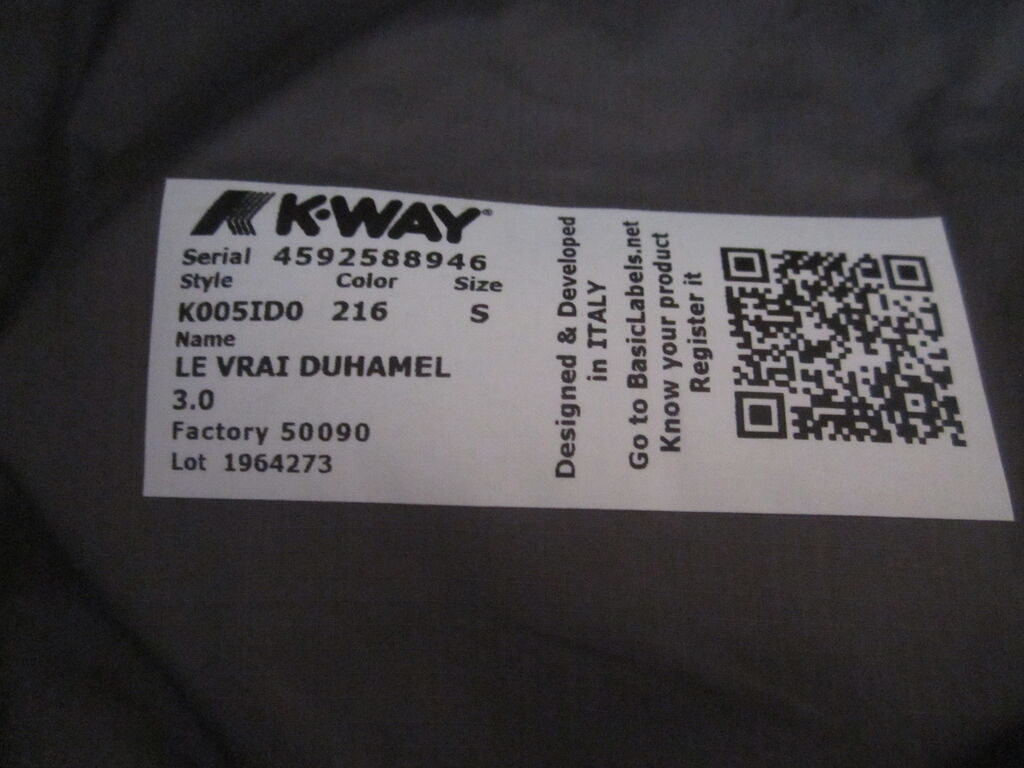 K·WAY®
Serial 4592588946
Style Color Size
K005ID0 216 S
Name
LE VRAI DUHAMEL
3.0
Factory 50090
Lot 1964273
Designed & Developed
in ITALY
Go to BasicLabels.net
Know your product
Register it